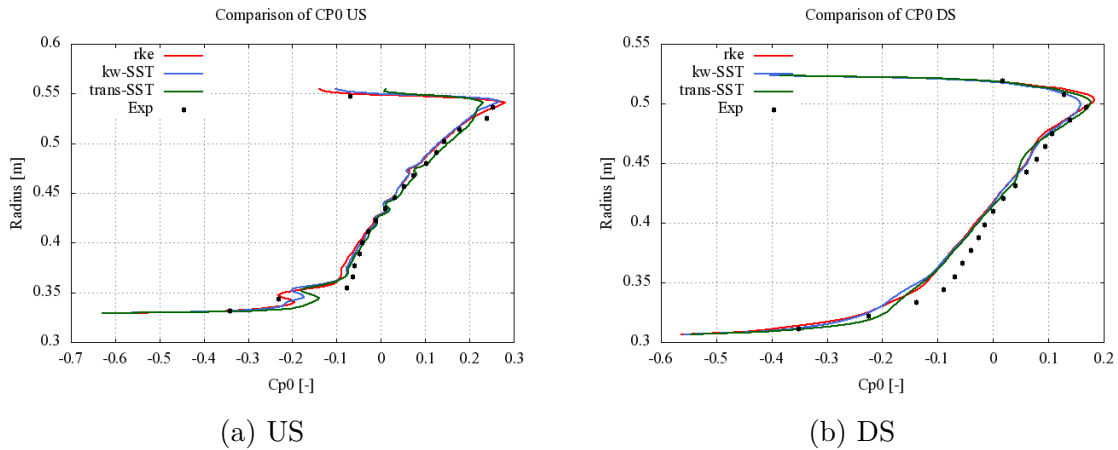 Comparison of CP0 US
0.6
0.55
0.5
0.45
0.4
0.35
0.3
Radius [m]
rke
kw-SST
trans-SST
Exp
-0.7 -0.6 -0.5 -0.4 -0.3 -0.2 -0.1 0 0.1 0.2 0.3
Cp0 [-]
(a) US
Comparison of CP0 DS
0.55
0.5
0.45
0.4
0.35
0.3
Radius [m]
rke
kw-SST
trans-SST
Exp
-0.6 -0.5 -0.4 -0.3 -0.2 -0.1 0 0.1 0.2
Cp0 [-]
(b) DS